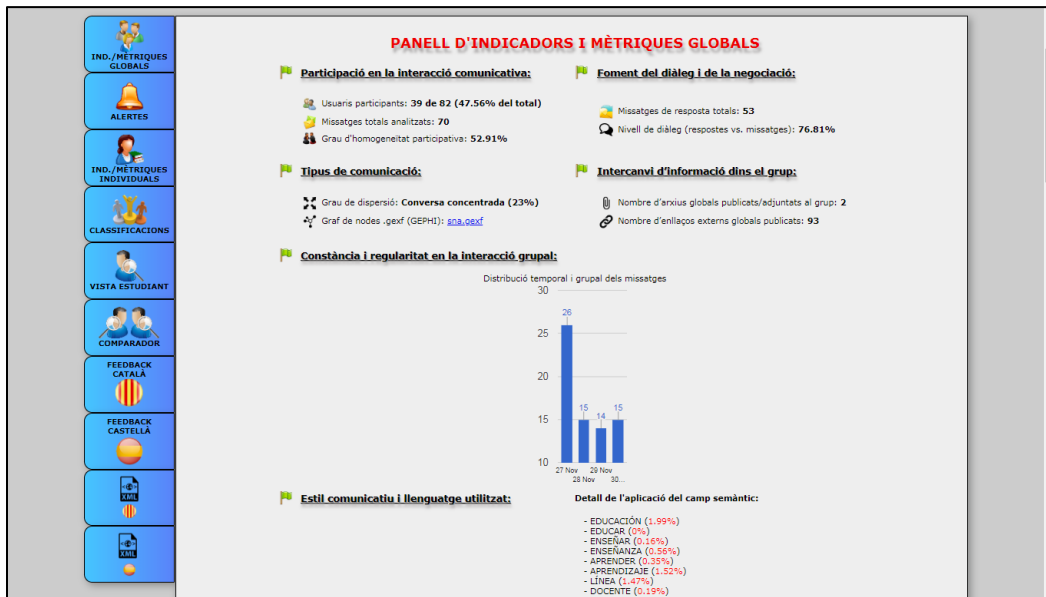 IND./MÈTRIQUES
GLOBALS
ALERTES
IND./MÈTRIQUES
INDIVIDUALS
CLASSIFICACIONS
VISTA ESTUDIANT
COMPARADOR
FEEDBACK
CATALÀ
FEEDBACK
CASTELLÀ
XML
XML
PANELL D'INDICADORS I MÈTRIQUES GLOBALS
Participació en la interacció comunicativa:
Usuaris participants: 39 de 82 (47.56% del total)
Missatges totals analitzats: 70
Grau d'homogeneïtat participativa: 52.91%
Foment del diàleg i de la negociació:
Missatges de resposta totals: 53
Nivell de diàleg (respostes vs. missatges): 76.81%
Tipus de comunicació:
Grau de dispersió: Conversa concentrada (23%)
Graf de nodes .gexf (GEPHI): sna.gexf
Intercanvi d'informació dins el grup:
Nombre d'arxius globals publicats/adjuntats al grup: 2
Nombre d'enllaços externs globals publicats: 93
Constància i regularitat en la interacció grupal:
Distribució temporal i grupal dels missatges
30
25
20
15
10
26
15
14
15
27 Nov
28 Nov
29 Nov
30...
Estil comunicatiu i llenguatge utilitzat:
Detall de l'aplicació del camp semàntic:
- EDUCACIÓN (1.99%)
- EDUCAR (0%)
- ENSEÑAR (0.16%)
- ENSEÑANZA (0.56%)
- APRENDER (0.35%)
- APRENDIZAJE (1.52%)
- LÍNEA (1.47%)
- DOCENTE (0.19%)